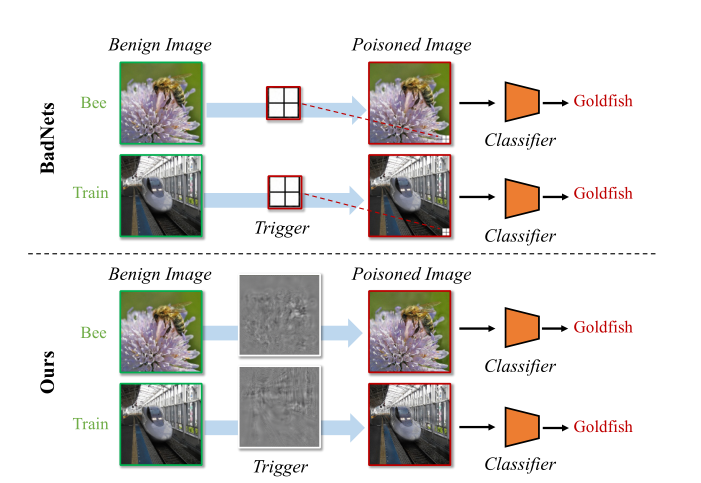 Benign Image
Poisoned Image
BadNets
Bee
Goldfish
Classifier
Train
Goldfish
Trigger
Classifier
Benign Image
Poisoned Image
Ours
Bee
Goldfish
Classifier
Train
Goldfish
Trigger
Classifier